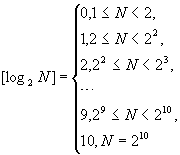 [log₂ N] =
0,1 ≤ N < 2,
1,2 ≤ N < 2²,
2,2² ≤ N < 2³,
...
9,2⁹ ≤ N < 2¹⁰,
10, N = 2¹⁰